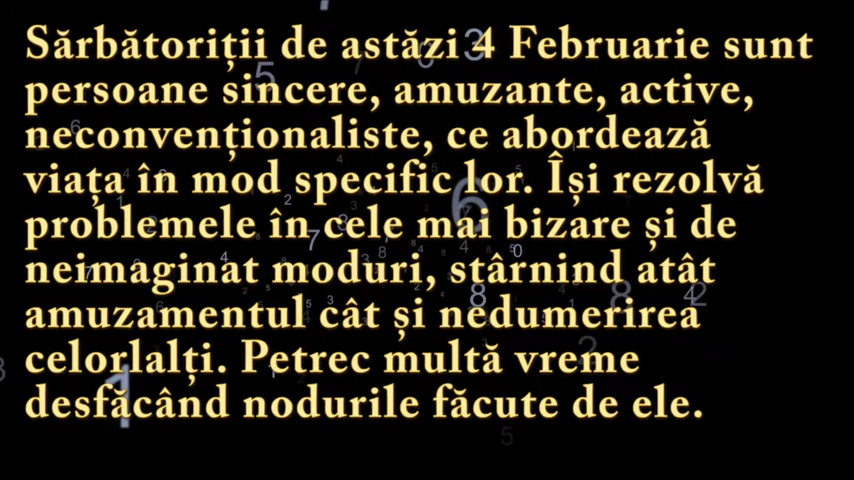 Sărbătoriții de astăzi 4 Februarie sunt
persoane sincere, amuzante, active,
neconvenționaliste, ce abordează
viața în mod specific lor. Își rezolvă
problemele în cele mai bizare și de
neimaginat moduri, stârnind atât
amuzamentul cât și nedumerirea
celorlalți. Petrec multă vreme
desfăcând nodurile făcute de ele.